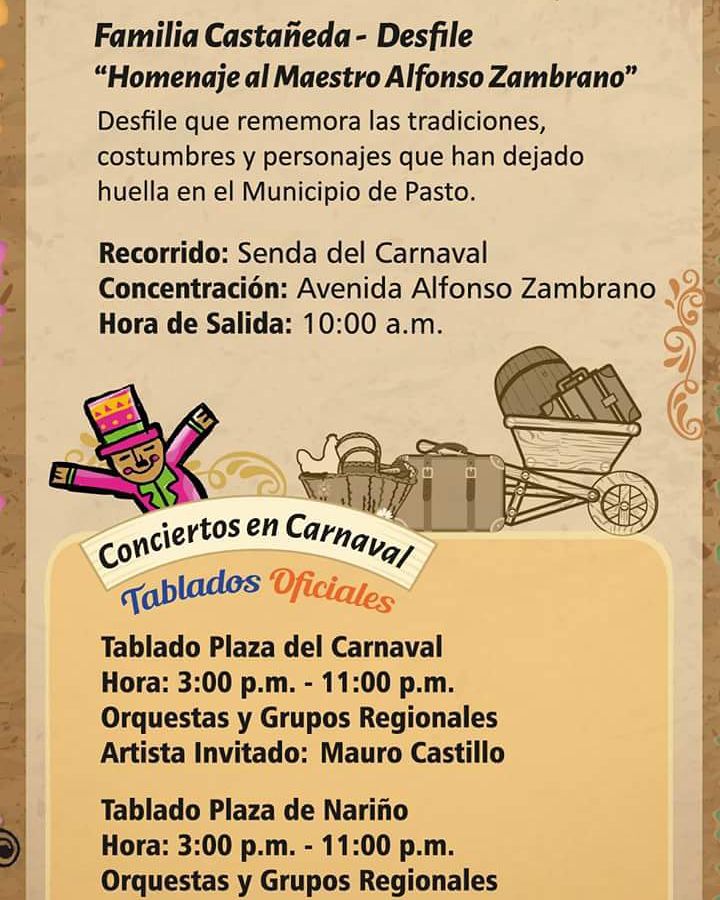 Familia Castañeda - Desfile
“Homenaje al Maestro Alfonso Zambrano”
Desfile que rememora las tradiciones,
costumbres y personajes que han dejado
huella en el Municipio de Pasto.
Recorrido: Senda del Carnaval
Concentración: Avenida Alfonso Zambrano
Hora de Salida: 10:00 a.m.
Conciertos en Carnaval
Tablados Oficiales
Tablado Plaza del Carnaval
Hora: 3:00 p.m. - 11:00 p.m.
Orquestas y Grupos Regionales
Artista Invitado: Mauro Castillo
Tablado Plaza de Nariño
Hora: 3:00 p.m. - 11:00 p.m.
Orquestas y Grupos Regionales